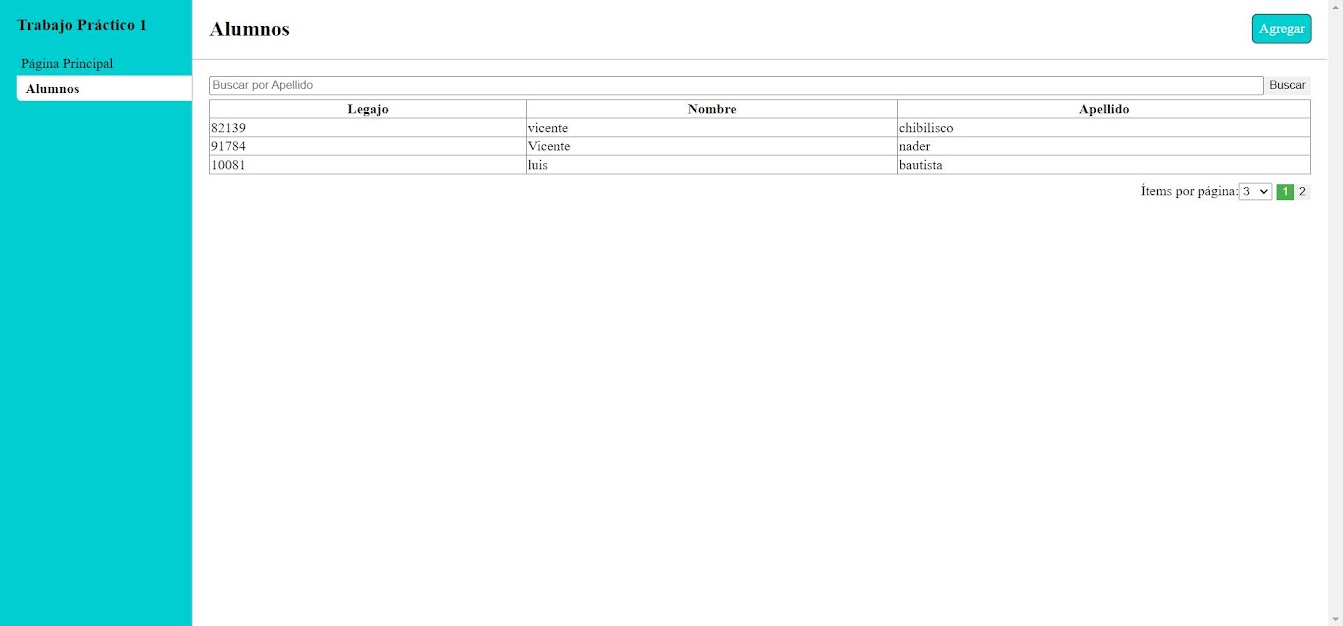 Trabajo Práctico 1
Página Principal
Alumnos
Alumnos
Agregar
Buscar por Apellido Buscar
Legajo Nombre Apellido
82139 vicente chibilisco
91784 Vicente nader
10081 luis bautista
Ítems por página: 3 1 2